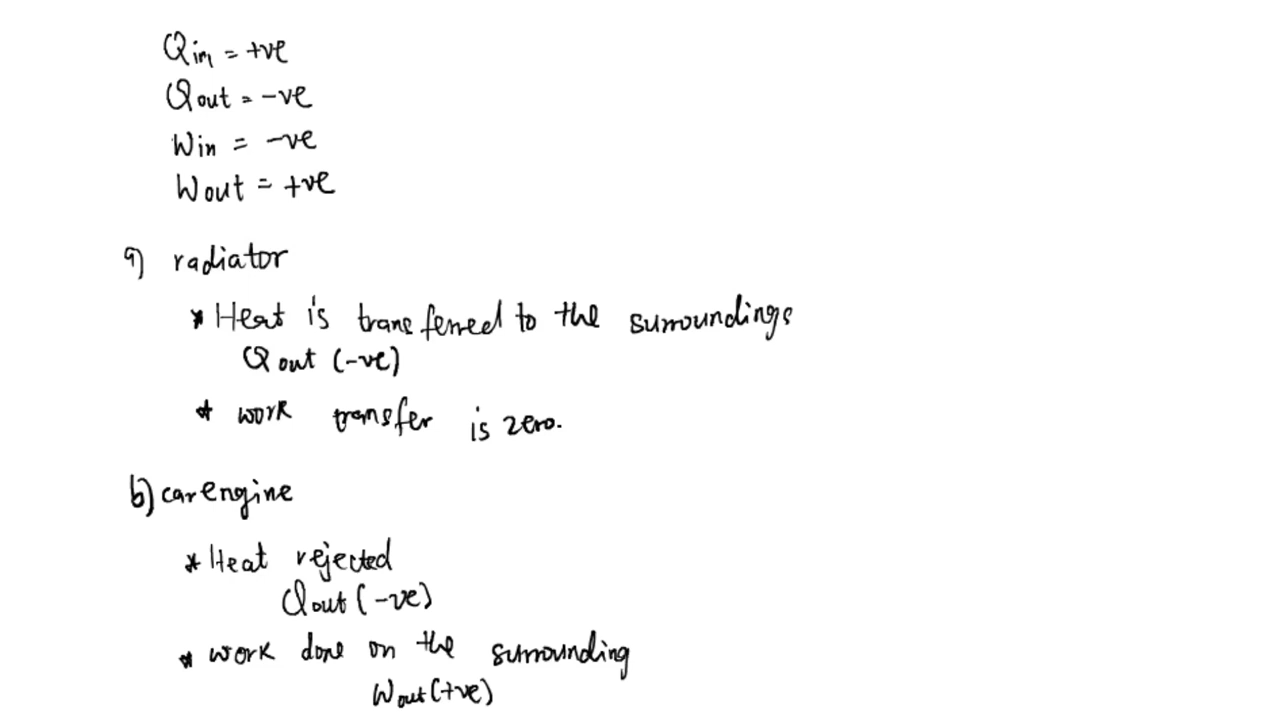 Qin = +ve
Qout = -ve
Win = -ve
Wout = +ve
a) radiator
* Heat is transferred to the surroundings
Qout (-ve)
* work transfer is zero.
b) car engine
* Heat rejected
Qout (-ve)
* work done on the surrounding
Wout (+ve)